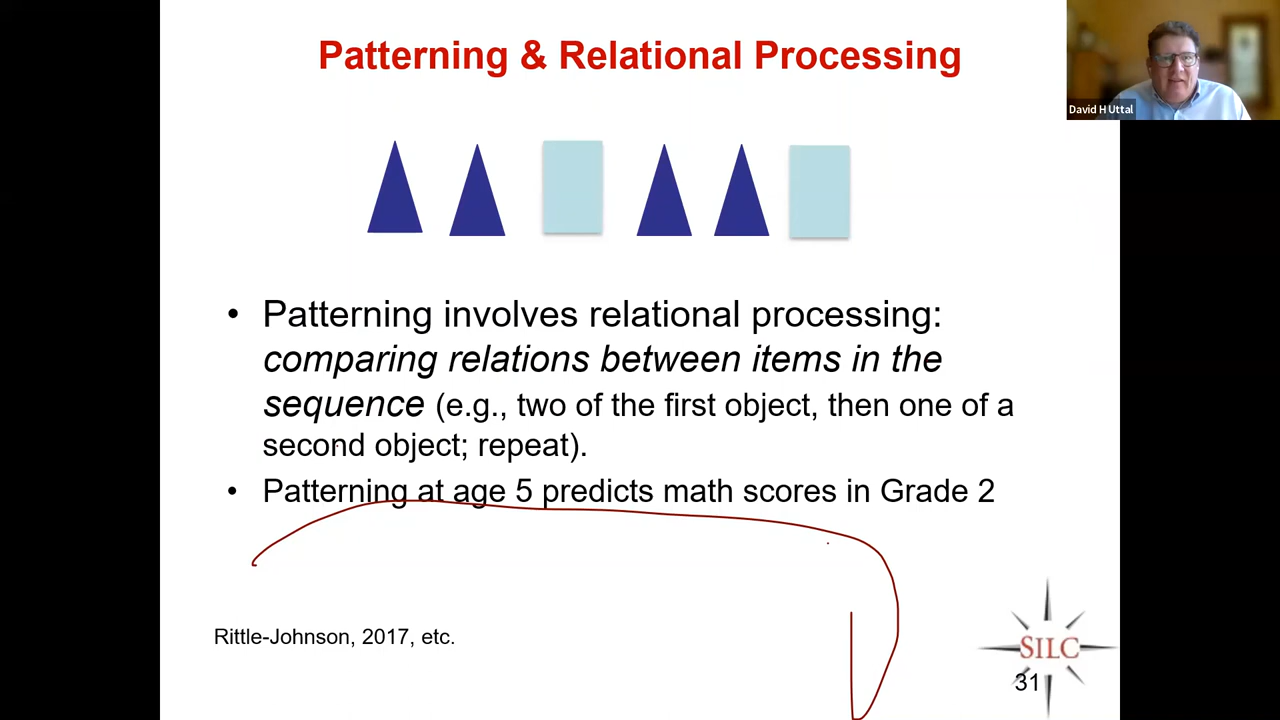 Patterning & Relational Processing
David H Uttal
• Patterning involves relational processing:
comparing relations between items in the
sequence (e.g., two of the first object, then one of a
second object; repeat).
• Patterning at age 5 predicts math scores in Grade 2
Rittle-Johnson, 2017, etc.
SILC
31